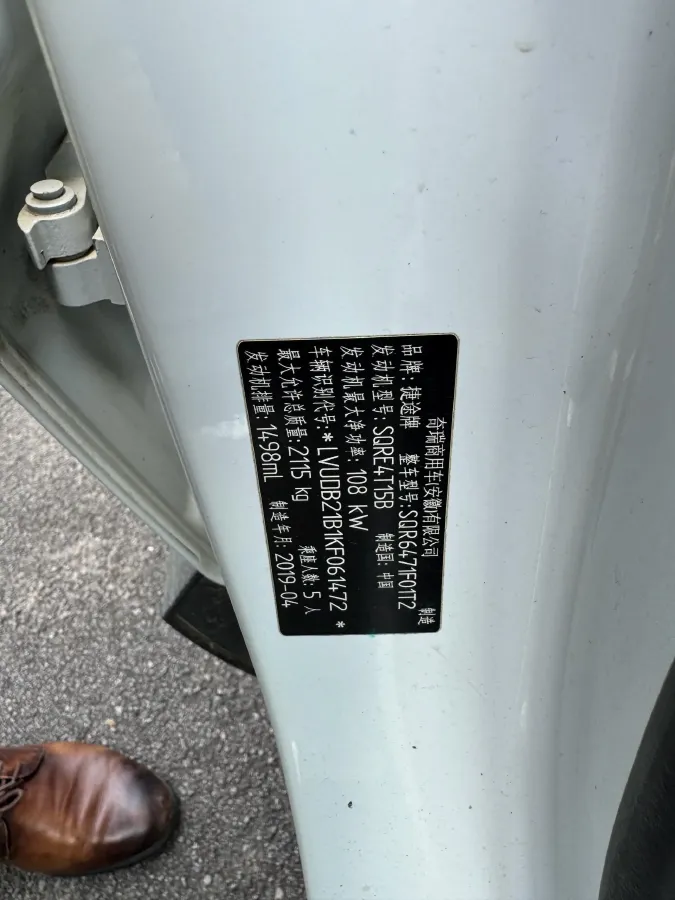 奇瑞商用车(安徽)有限公司 制造
品牌:捷途牌 整车型号:SQR6471F01T2
发动机型号:SQRE4T15B 制造国:中国
发动机最大净功率:108 kW
车辆识别代号:*LVUDB21B1KF061472*
最大允许总质量:2115 kg 乘座人数:5人
发动机排量:1498mL 制造年月:2019-04